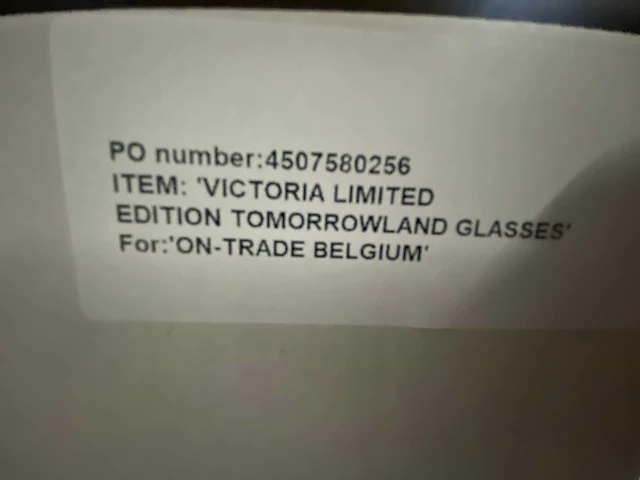 PO number:4507580256
ITEM: 'VICTORIA LIMITED
EDITION TOMORROWLAND GLASSES'
For:'ON-TRADE BELGIUM'